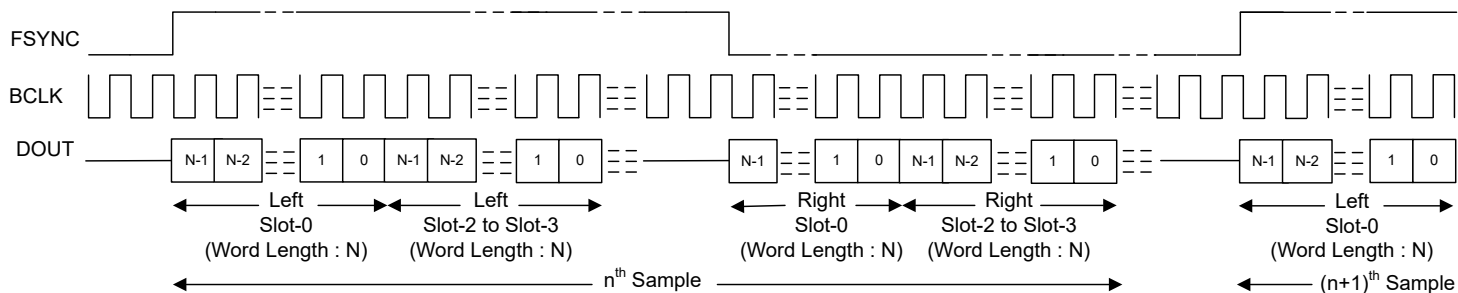 FSYNC
BCLK
DOUT
N-1 N-2 1 0 N-1 N-2 1 0 N-1 1 0 N-1 N-2 1 0 N-1 N-2 1 0
Left Left Right Right Left
Slot-0 Slot-2 to Slot-3 Slot-0 Slot-2 to Slot-3 Slot-0
(Word Length : N) (Word Length : N) (Word Length : N) (Word Length : N) (Word Length : N)
nth Sample (n+1)th Sample